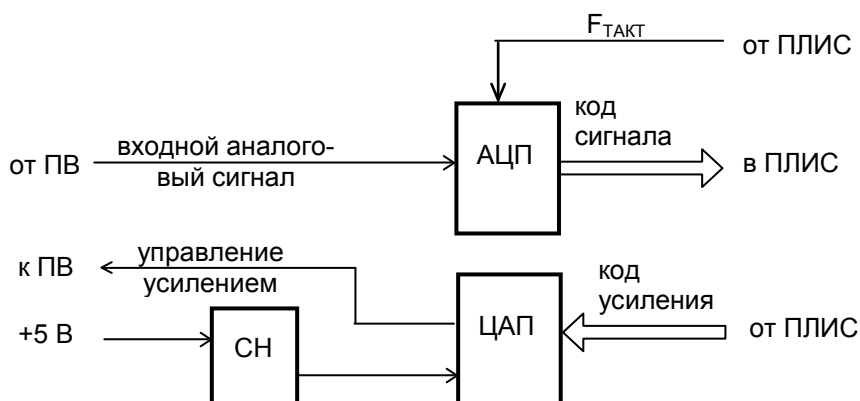 F ТАКТ
от ПЛИС
код
сигнала
входной аналого-
вый сигнал
от ПВ
АЦП
в ПЛИС
управление
усилением
к ПВ
код
усиления
+5 В
СН
ЦАП
от ПЛИС